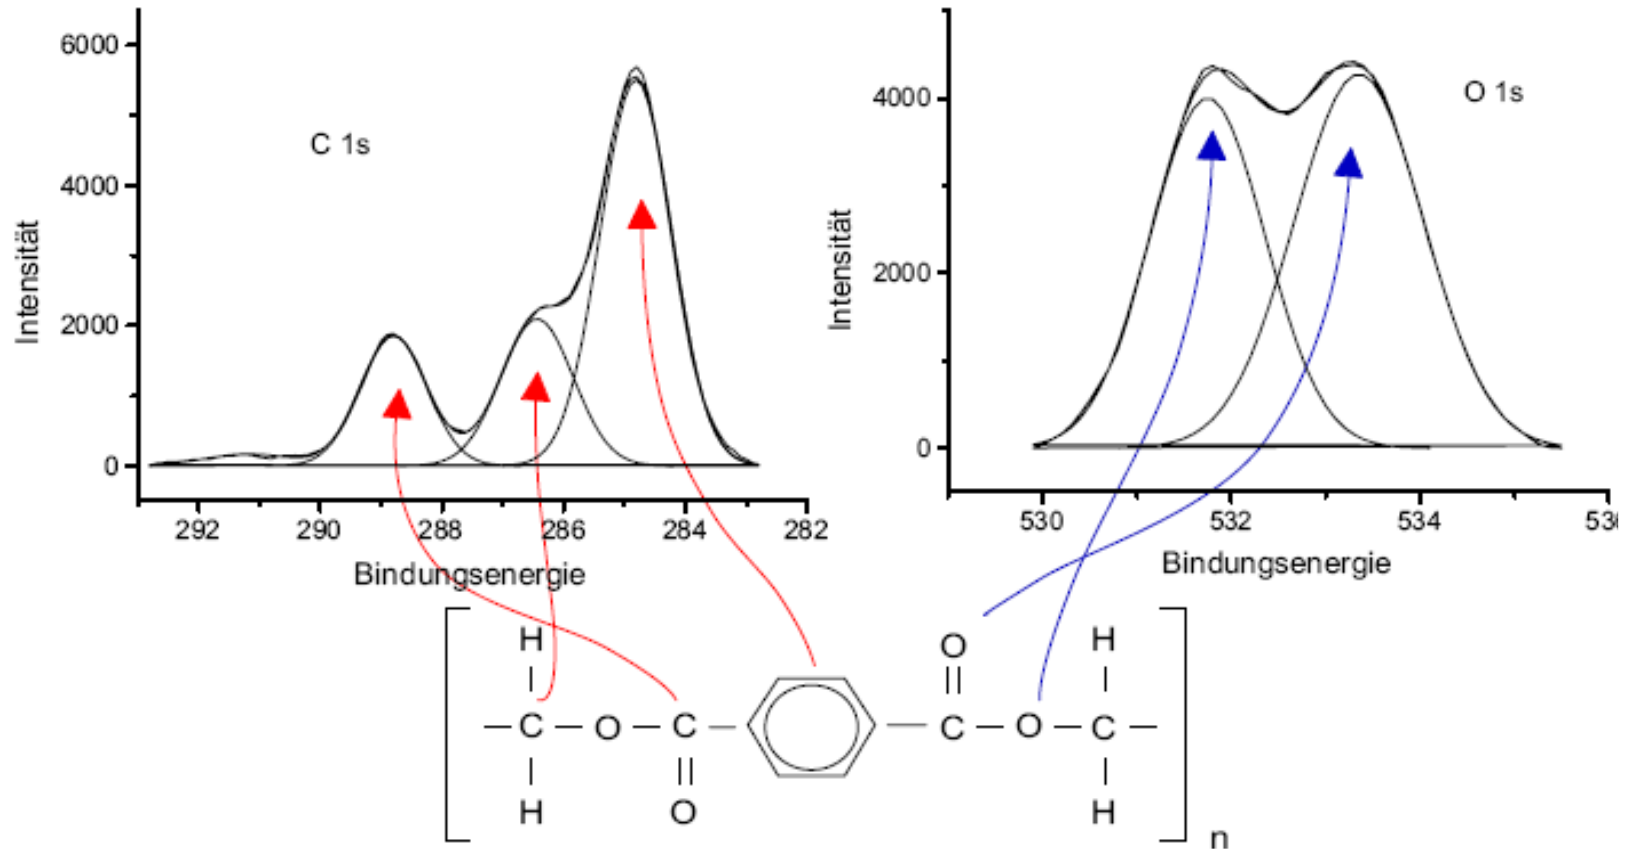 6000
4000
2000
0
C 1s
Intensität
292 290 288 286 284 282
Bindungsenergie
4000
2000
0
O 1s
Intensität
530 532 534 53
Bindungsenergie
H O H
C O C C O C
H O H
n